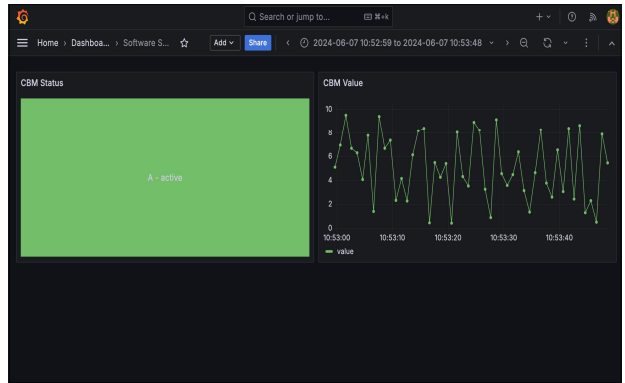 Search or jump to... ⌘+k
Home › Dashboa... › Software S... Add Share 2024-06-07 10:52:59 to 2024-06-07 10:53:48
CBM Status
A - active
CBM Value
10
8
6
4
2
0
10:53:00 10:53:10 10:53:20 10:53:30 10:53:40
value